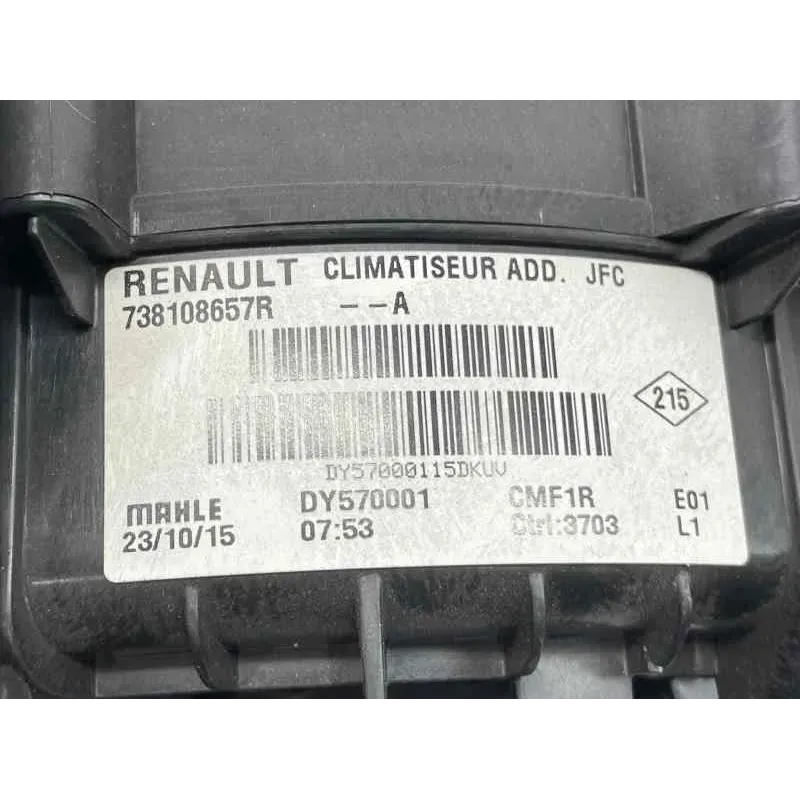 RENAULT CLIMATISEUR ADD. JFC
738108657R --A
215
DY57000115DKUV
MAHLE DY570001 CMF1R E01
23/10/15 07:53 Ctrl:3703 L1